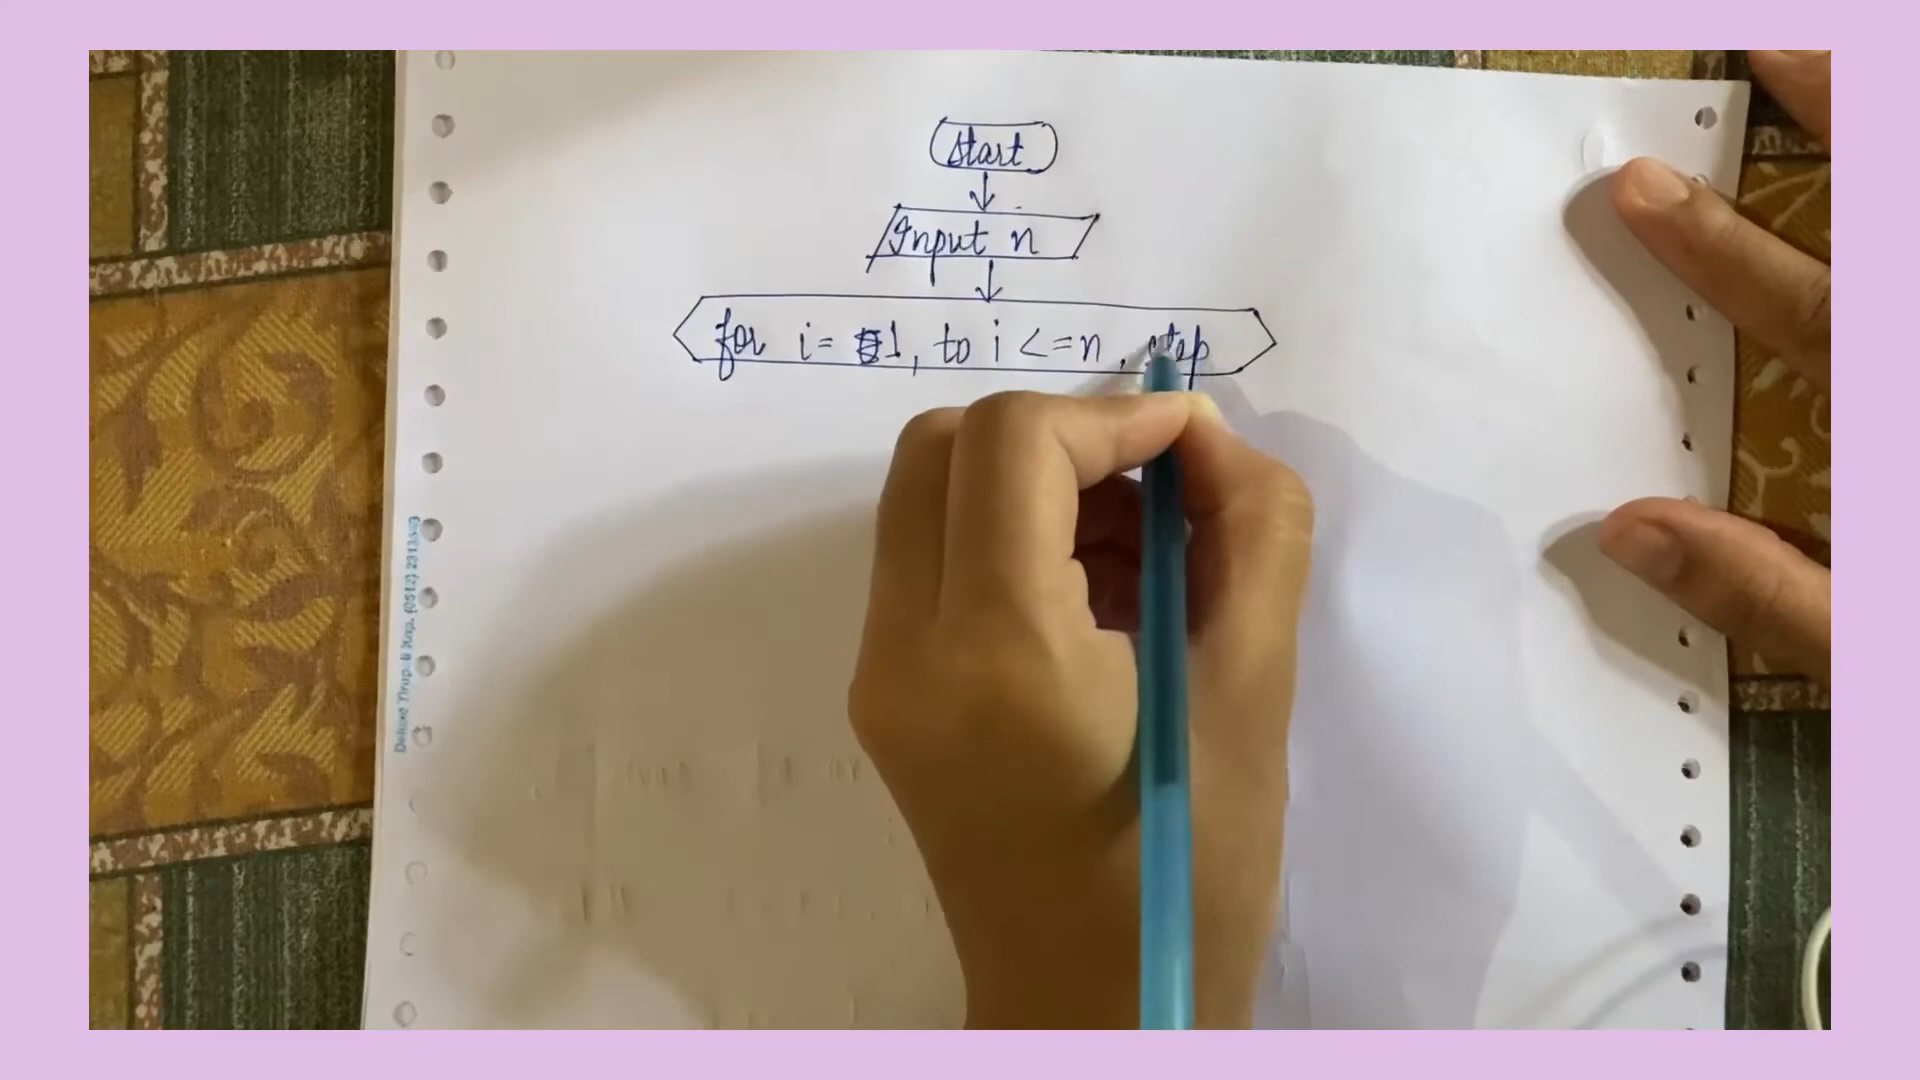 Start
Input n
for i = 1, to i <=n, step